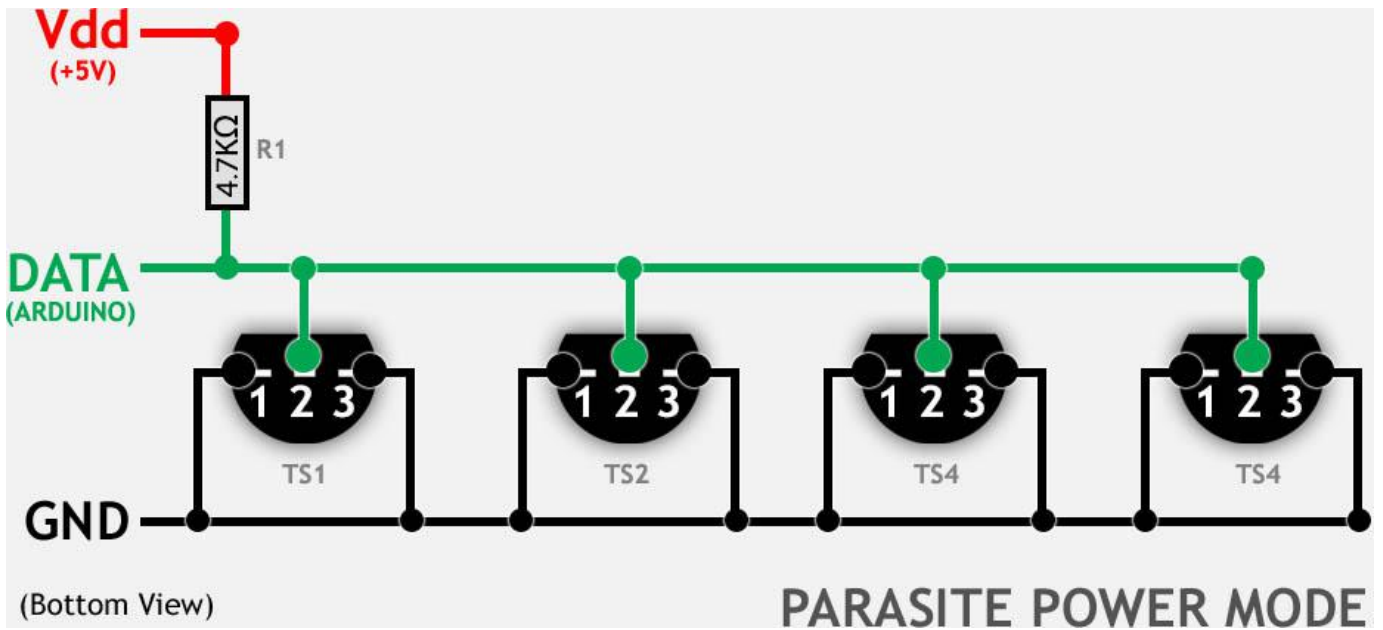 Vdd
(+5V)
4.7KΩ
R1
DATA
(ARDUINO)
1 2 3
1 2 3
1 2 3
1 2 3
TS1
TS2
TS4
TS4
GND
(Bottom View)
PARASITE POWER MODE